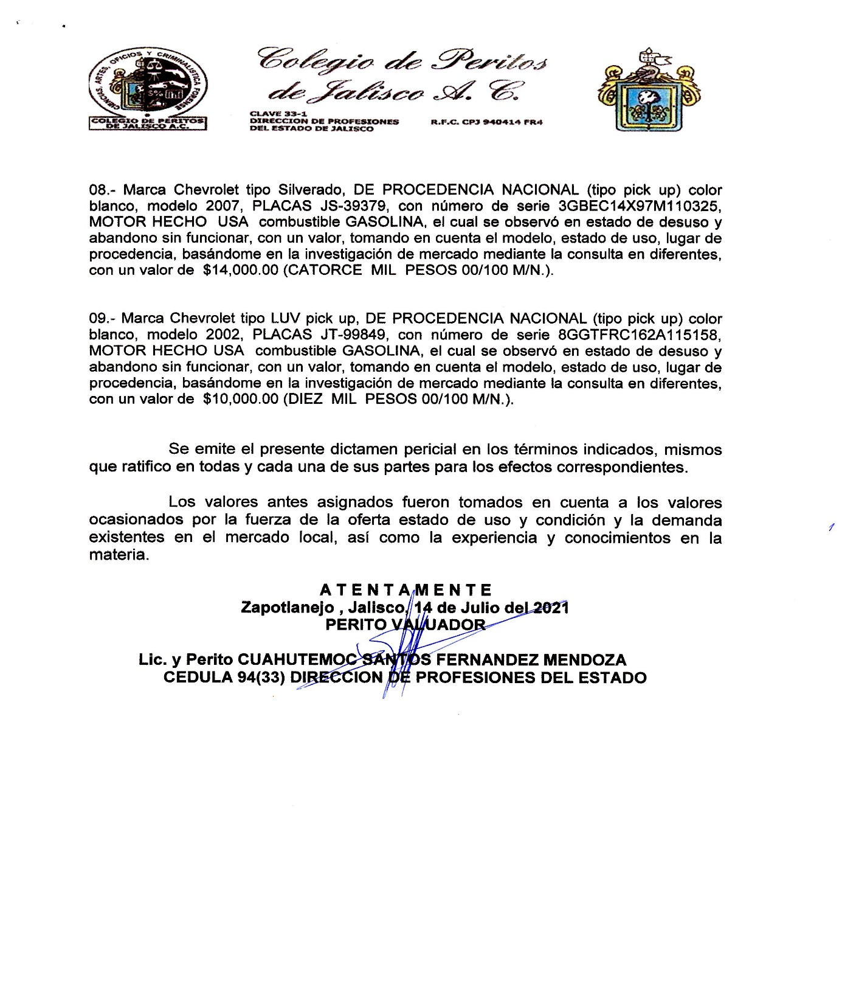 CIENCIAS, ARTES, OFICIOS Y CRIMINALISTICA FORENSE
COLEGIO DE PERITOS
DE JALISCO A.C.
Colegio de Peritos
de Jalisco A. C.
CLAVE 33-1
DIRECCION DE PROFESIONES R.F.C. CPJ 940414 FR4
DEL ESTADO DE JALISCO
08.- Marca Chevrolet tipo Silverado, DE PROCEDENCIA NACIONAL (tipo pick up) color
blanco, modelo 2007, PLACAS JS-39379, con número de serie 3GBEC14X97M110325,
MOTOR HECHO USA combustible GASOLINA, el cual se observó en estado de desuso y
abandono sin funcionar, con un valor, tomando en cuenta el modelo, estado de uso, lugar de
procedencia, basándome en la investigación de mercado mediante la consulta en diferentes,
con un valor de $14,000.00 (CATORCE MIL PESOS 00/100 M/N.).
09.- Marca Chevrolet tipo LUV pick up, DE PROCEDENCIA NACIONAL (tipo pick up) color
blanco, modelo 2002, PLACAS JT-99849, con número de serie 8GGTFRC162A115158,
MOTOR HECHO USA combustible GASOLINA, el cual se observó en estado de desuso y
abandono sin funcionar, con un valor, tomando en cuenta el modelo, estado de uso, lugar de
procedencia, basándome en la investigación de mercado mediante la consulta en diferentes,
con un valor de $10,000.00 (DIEZ MIL PESOS 00/100 M/N.).
Se emite el presente dictamen pericial en los términos indicados, mismos
que ratifico en todas y cada una de sus partes para los efectos correspondientes.
Los valores antes asignados fueron tomados en cuenta a los valores
ocasionados por la fuerza de la oferta estado de uso y condición y la demanda
existentes en el mercado local, así como la experiencia y conocimientos en la
materia.
A T E N T A M E N T E
Zapotlanejo , Jalisco, 14 de Julio del 2021
PERITO VALUADOR
Lic. y Perito CUAHUTEMOC SANTOS FERNANDEZ MENDOZA
CEDULA 94(33) DIRECCION DE PROFESIONES DEL ESTADO